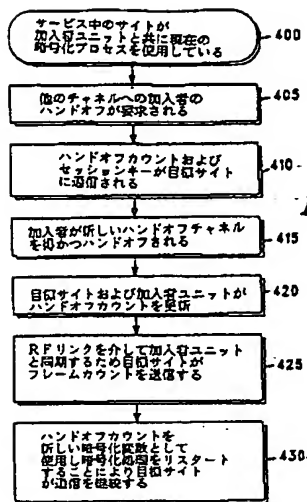 サービス中のサイトが
加入者ユニットと共に現在の
暗号化プロセスを使用している
400
他のチャネルへの加入者の
ハンドオフが要求される
405
ハンドオフカウントおよび
セッションキーが目標サイト
に送信される
410
加入者が新しいハンドオフチャネル
を得かつハンドオフされる
415
目標サイトおよび加入者ユニットが
ハンドオフカウントを更新
420
RFリンクを介して加入者ユニット
と同期するため目標サイトが
フレームカウントを送信する
425
ハンドオフカウントを
新しい暗号化変数として
使用し暗号化処理をリスタート
することにより目標サイト
が通信を継続する
430